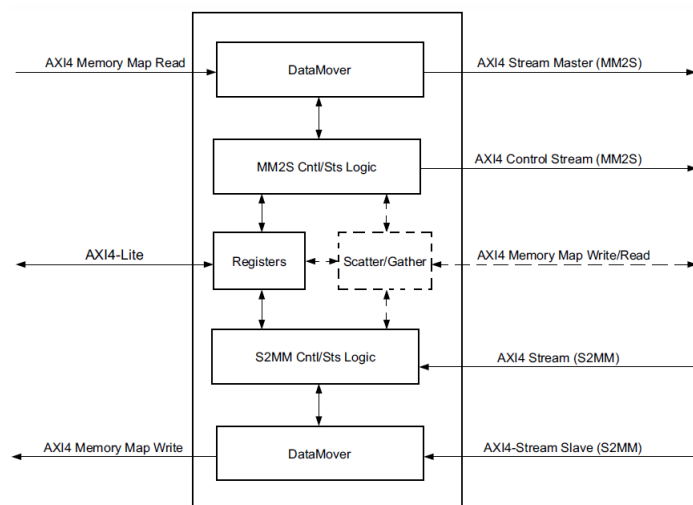 AXI4 Memory Map Read
DataMover
AXI4 Stream Master (MM2S)
MM2S Cntl/Sts Logic
AXI4 Control Stream (MM2S)
AXI4-Lite
Registers
Scatter/Gather
AXI4 Memory Map Write/Read
S2MM Cntl/Sts Logic
AXI4 Stream (S2MM)
AXI4 Memory Map Write
DataMover
AXI4-Stream Slave (S2MM)